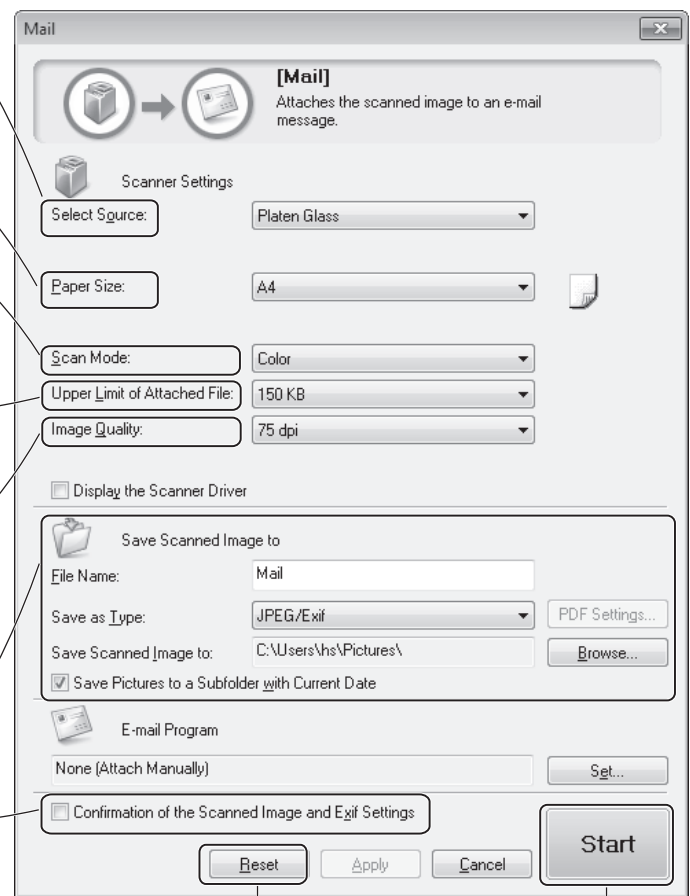 Mail
[Mail]
Attaches the scanned image to an e-mail
message.
Scanner Settings
Select Source: Platen Glass
Paper Size: A4
Scan Mode: Color
Upper Limit of Attached File: 150 KB
Image Quality: 75 dpi
Display the Scanner Driver
Save Scanned Image to
File Name: Mail
Save as Type: JPEG/Exif PDF Settings...
Save Scanned Image to: C:\Users\hs\Pictures\ Browse...
Save Pictures to a Subfolder with Current Date
E-mail Program
None (Attach Manually) Set...
Confirmation of the Scanned Image and Exif Settings
Start
Reset Apply Cancel